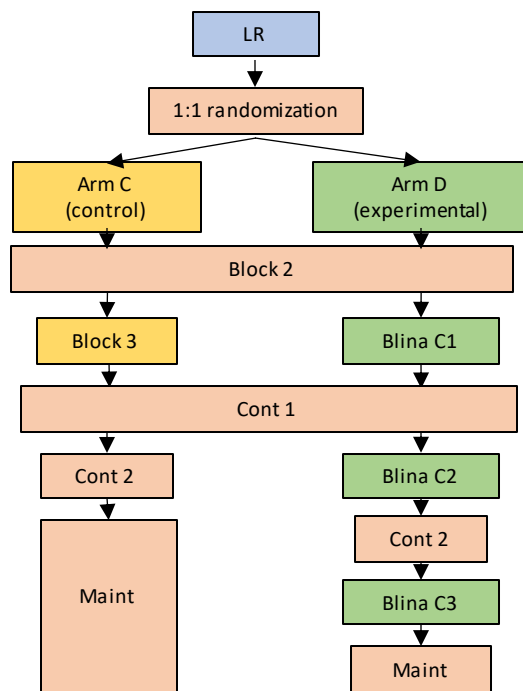 LR
1:1 randomization
Arm C
(control)
Arm D
(experimental)
Block 2
Block 3
Blina C1
Cont 1
Cont 2
Blina C2
Cont 2
Maint
Blina C3
Maint